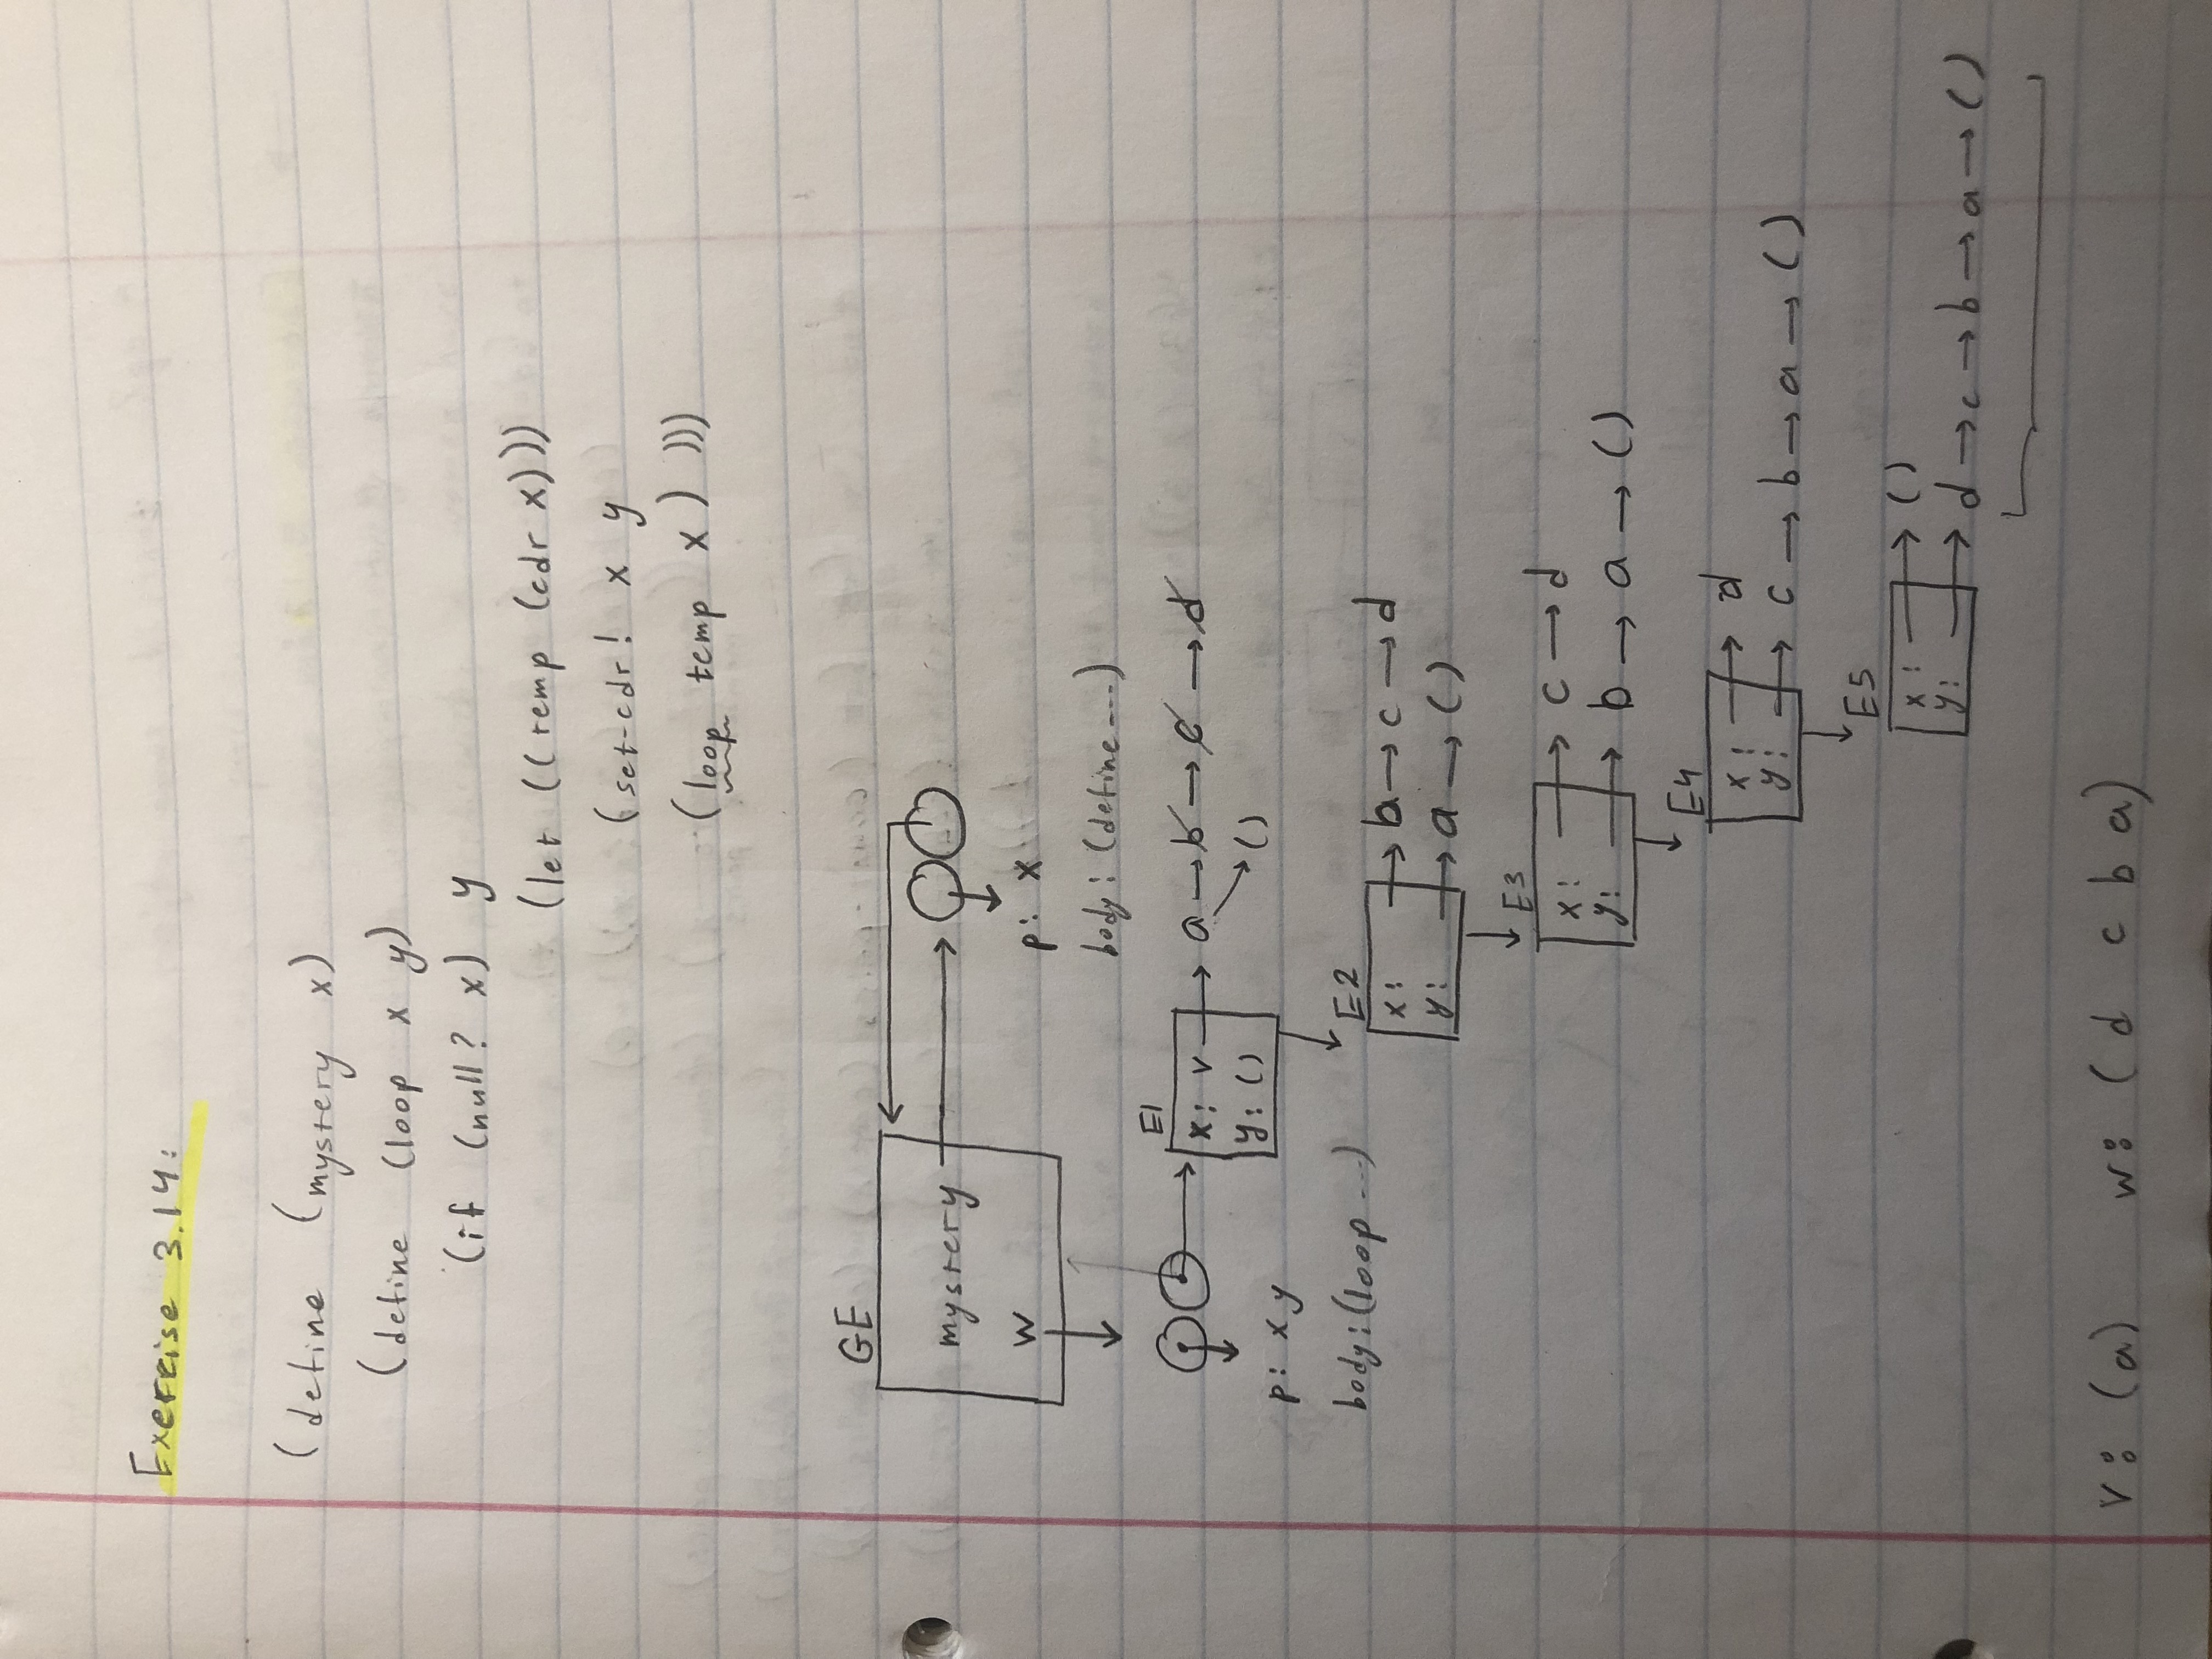 Exercise 3.14:
(define (mystery x)
(define (loop x y)
(if (null? x) y
(let ((temp (cdr x)))
(set-cdr! x y
(loop temp x) )))
GE
mystery
w
p: x
body: (define ---)
E1
x: v → a → b → c → d
y: ()
→ ()
p: x y
body: (loop ---)
E2
x: → b → c → d
y: → a → ()
E3
x: → c → d
y: → b → a → ()
E4
x: → d
y: → c → b → a → ()
E5
x: → ()
y: → d → c → b → a → ()
v: (a) w: (d c b a)